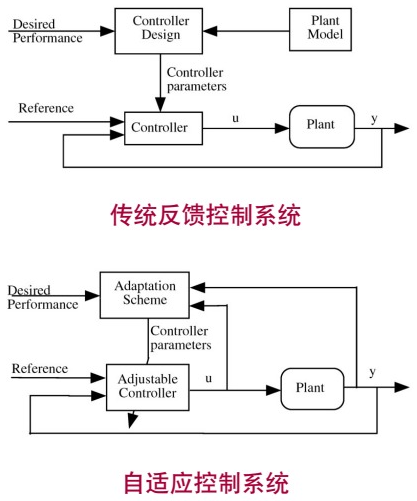 Desired
Performance
Controller
Design
Plant
Model
Controller
parameters
Reference
Controller
u
Plant
y
传统反馈控制系统
Desired
Performance
Adaptation
Scheme
Controller
parameters
Reference
Adjustable
Controller
u
Plant
y
自适应控制系统